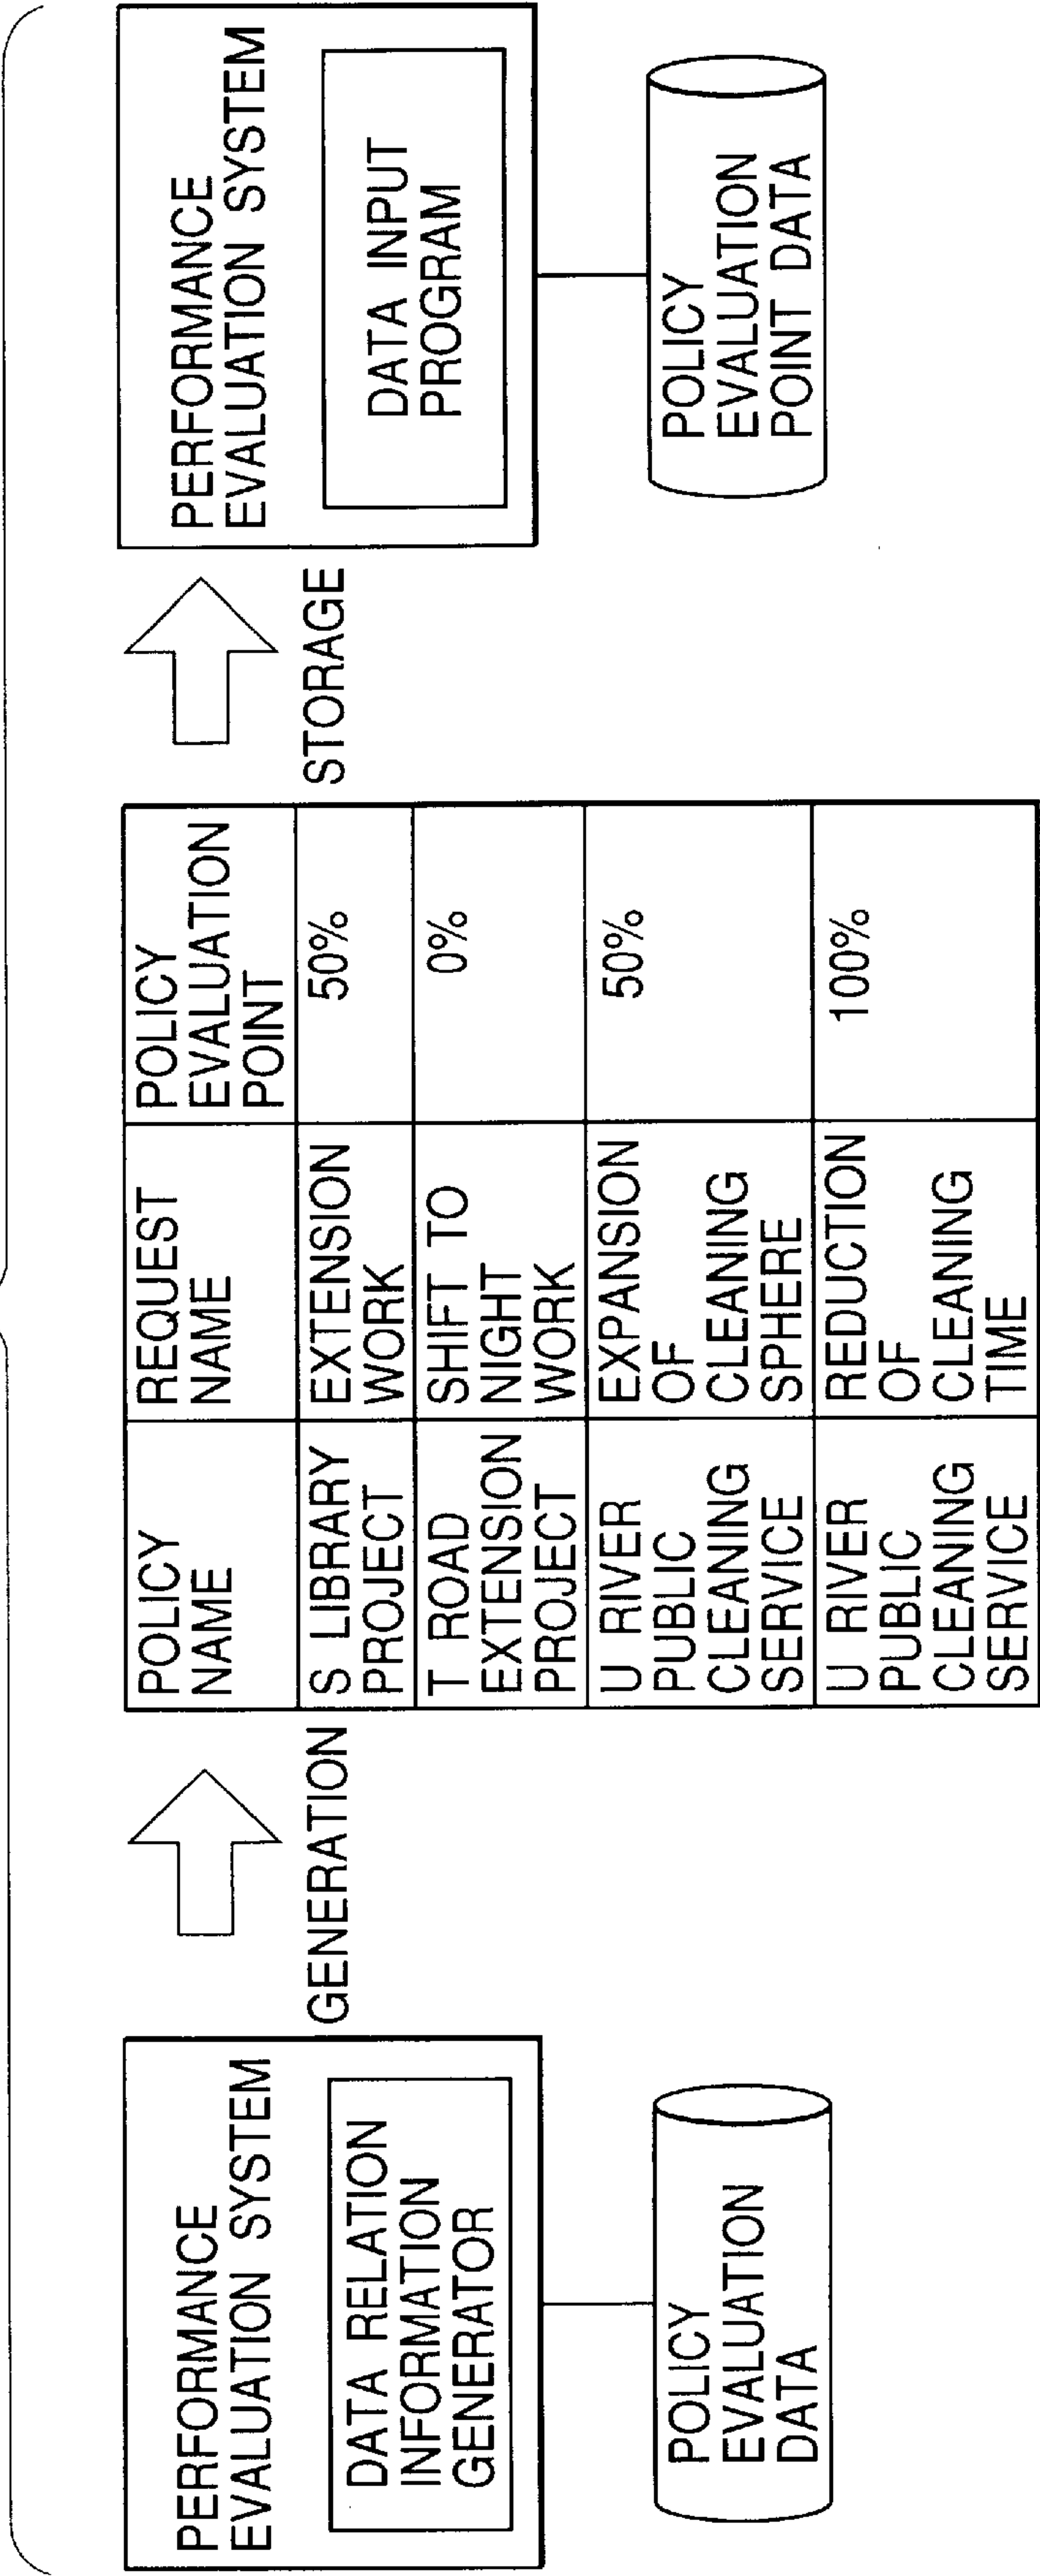 PERFORMANCE
EVALUATION SYSTEM
DATA RELATION
INFORMATION
GENERATOR
POLICY
EVALUATION
DATA
GENERATION
POLICY
NAME
REQUEST
NAME
POLICY
EVALUATION
POINT
S LIBRARY
PROJECT
EXTENSION
WORK
50%
T ROAD
EXTENSION
PROJECT
SHIFT TO
NIGHT
WORK
0%
U RIVER
PUBLIC
CLEANING
SERVICE
EXPANSION
OF
CLEANING
SPHERE
50%
U RIVER
PUBLIC
CLEANING
SERVICE
REDUCTION
OF
CLEANING
TIME
100%
STORAGE
PERFORMANCE
EVALUATION SYSTEM
DATA INPUT
PROGRAM
POLICY
EVALUATION
POINT DATA